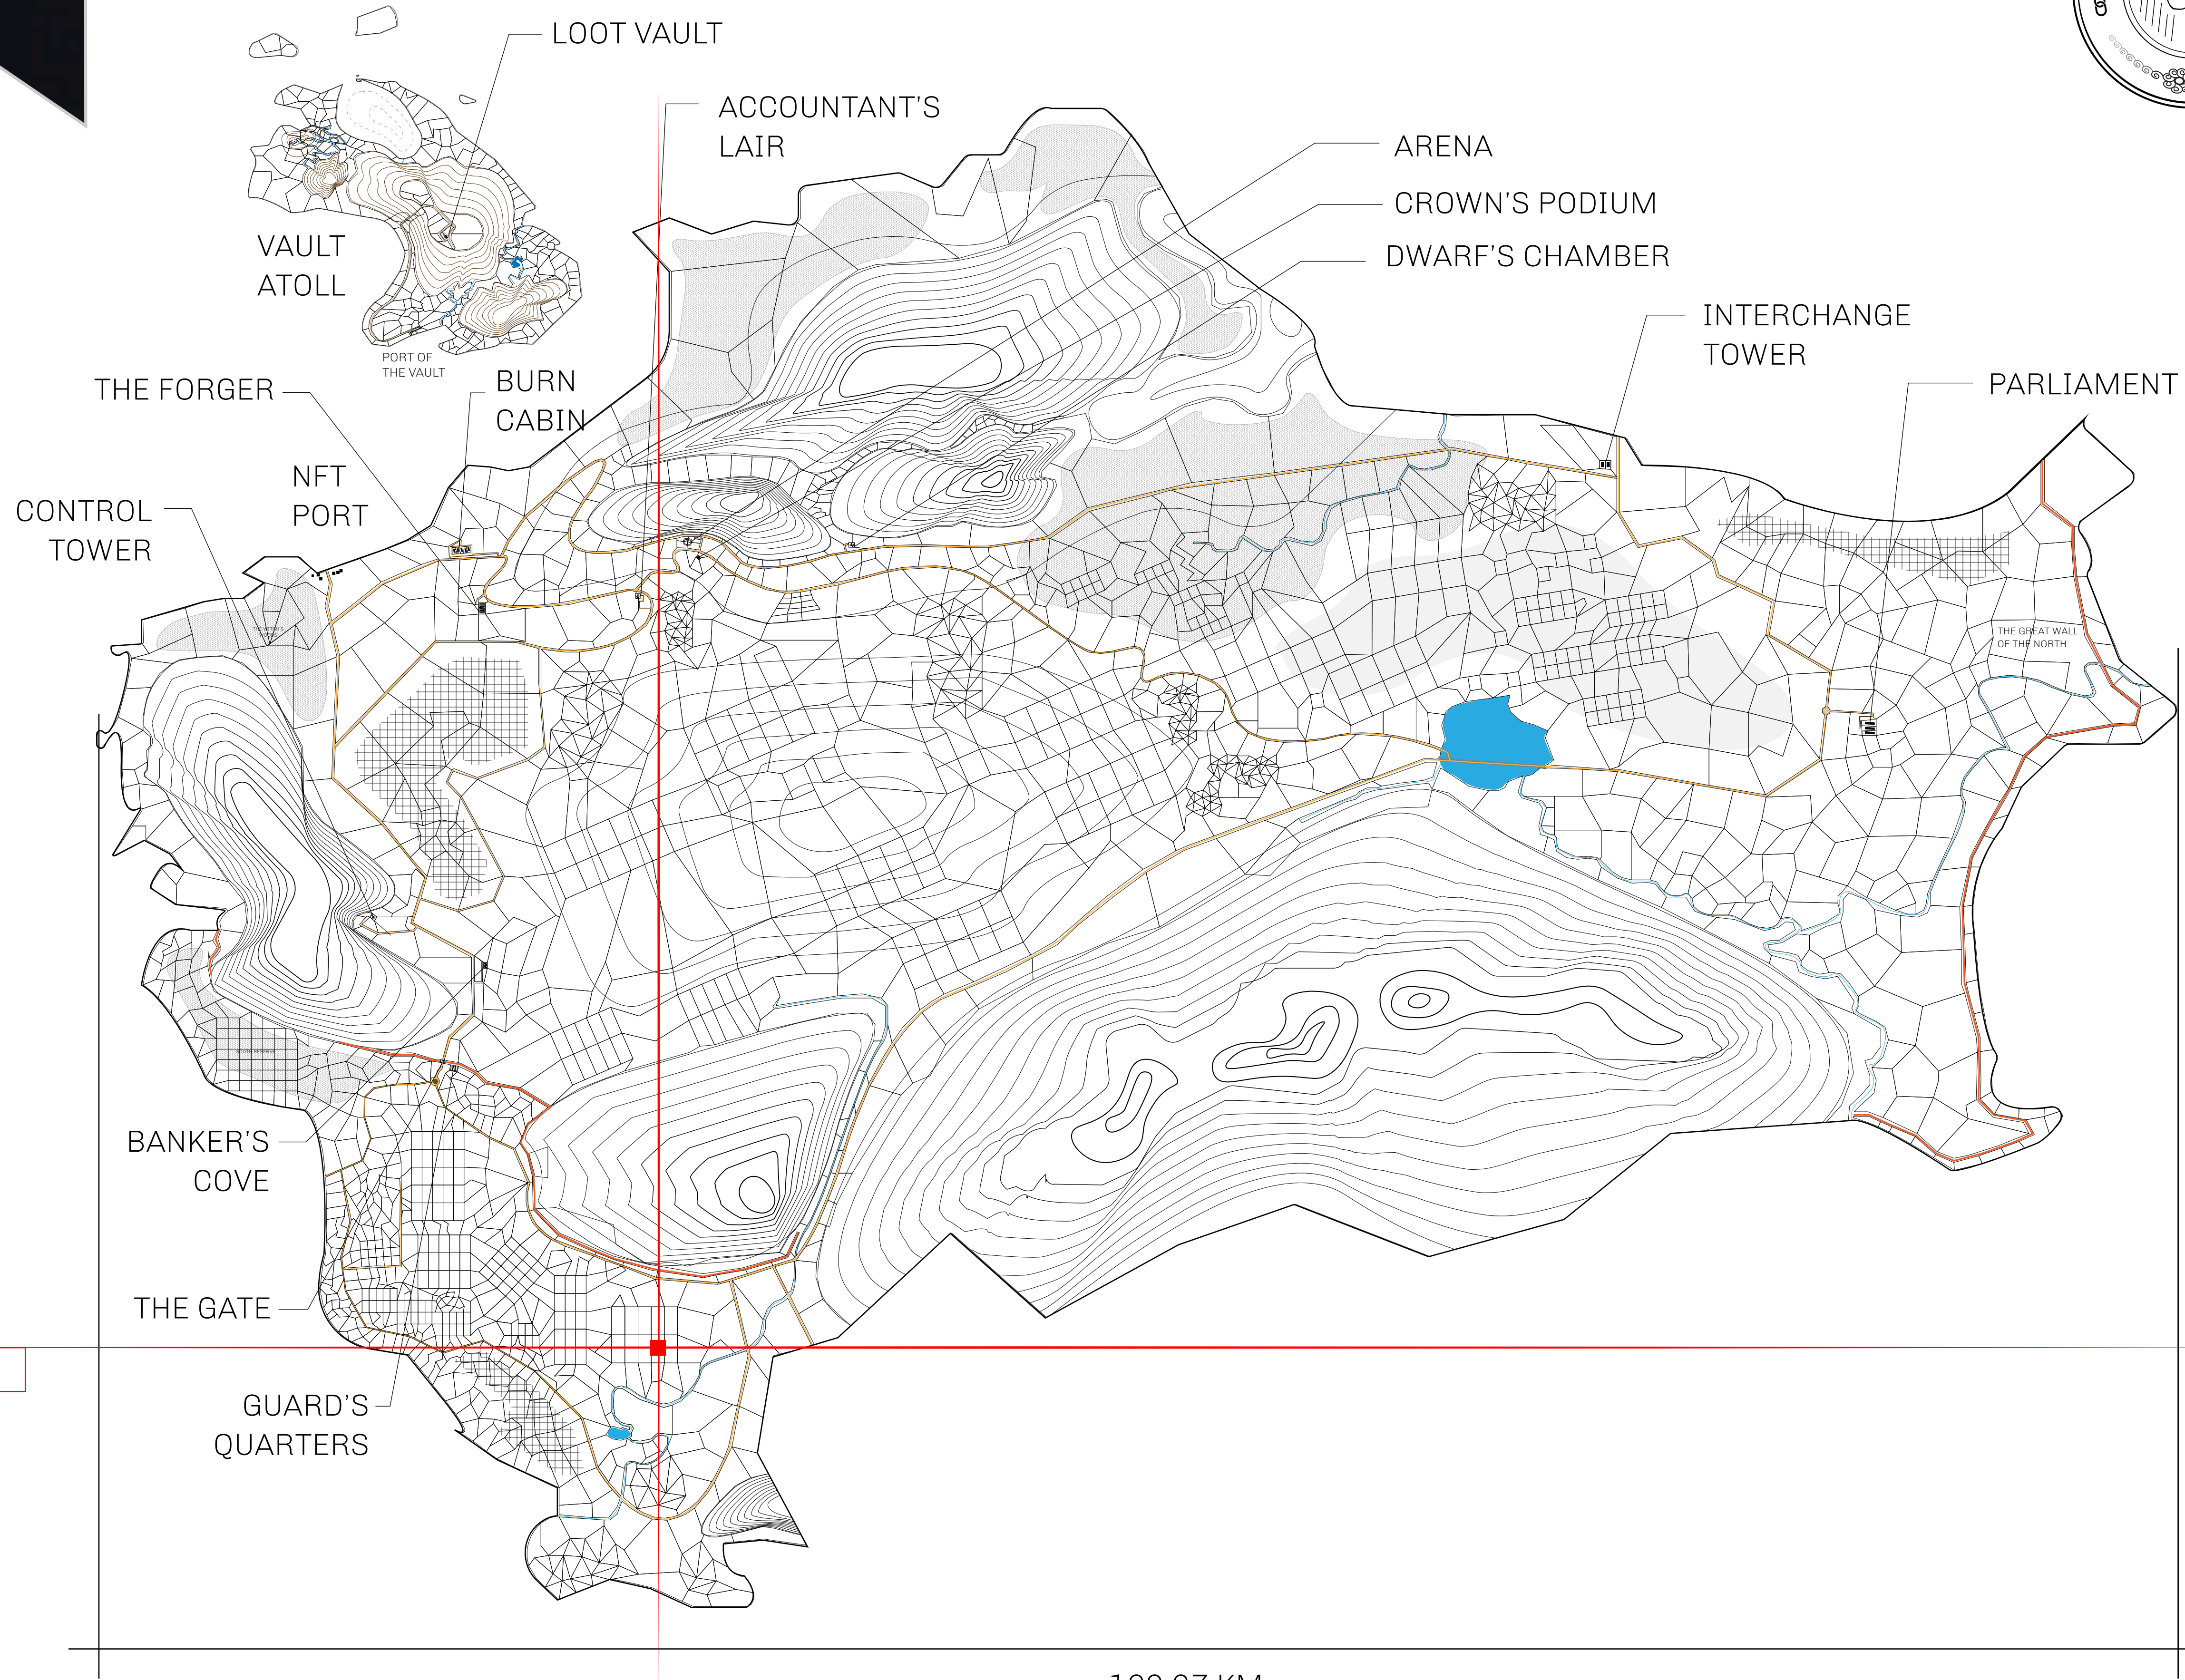 LOOT VAULT
ACCOUNTANT'S
LAIR
ARENA
CROWN'S PODIUM
DWARF'S CHAMBER
VAULT
ATOLL
INTERCHANGE
TOWER
PORT OF
THE VAULT
PARLIAMENT
THE FORGER
BURN
CABIN
NFT
PORT
CONTROL
TOWER
THE GREAT WALL
OF THE NORTH
SOUTH RESERVE
BANKER'S
COVE
THE GATE
GUARD'S
QUARTERS